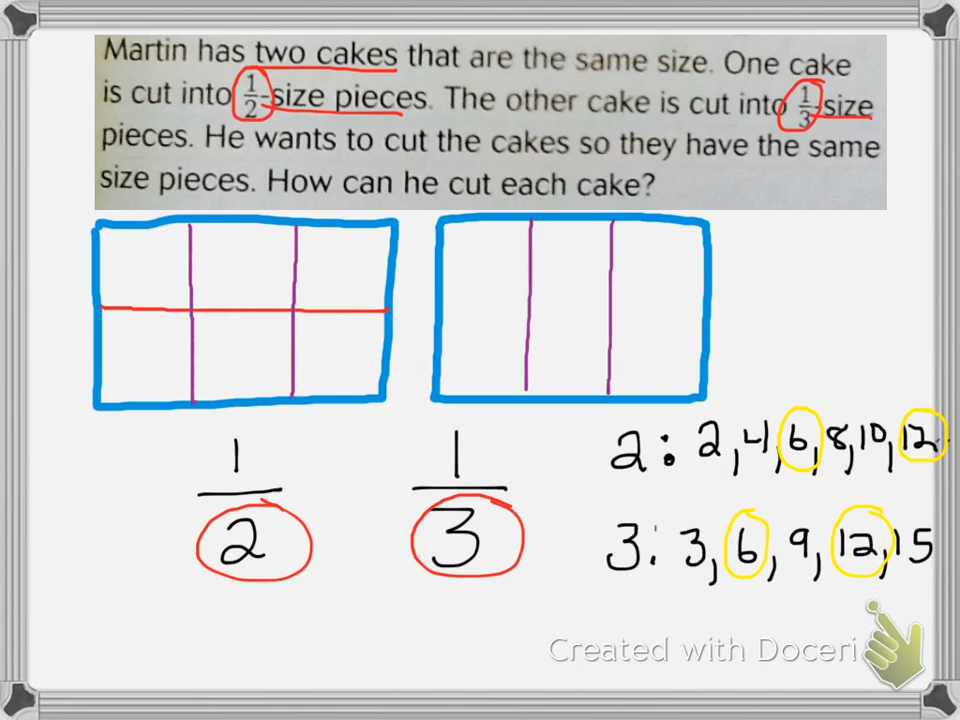 Martin has two cakes that are the same size. One cake
is cut into 1/2-size pieces. The other cake is cut into 1/3-size
pieces. He wants to cut the cakes so they have the same
size pieces. How can he cut each cake?
1/2 1/3
2: 2, 4, 6, 8, 10, 12
3: 3, 6, 9, 12, 15
Created with Doceri